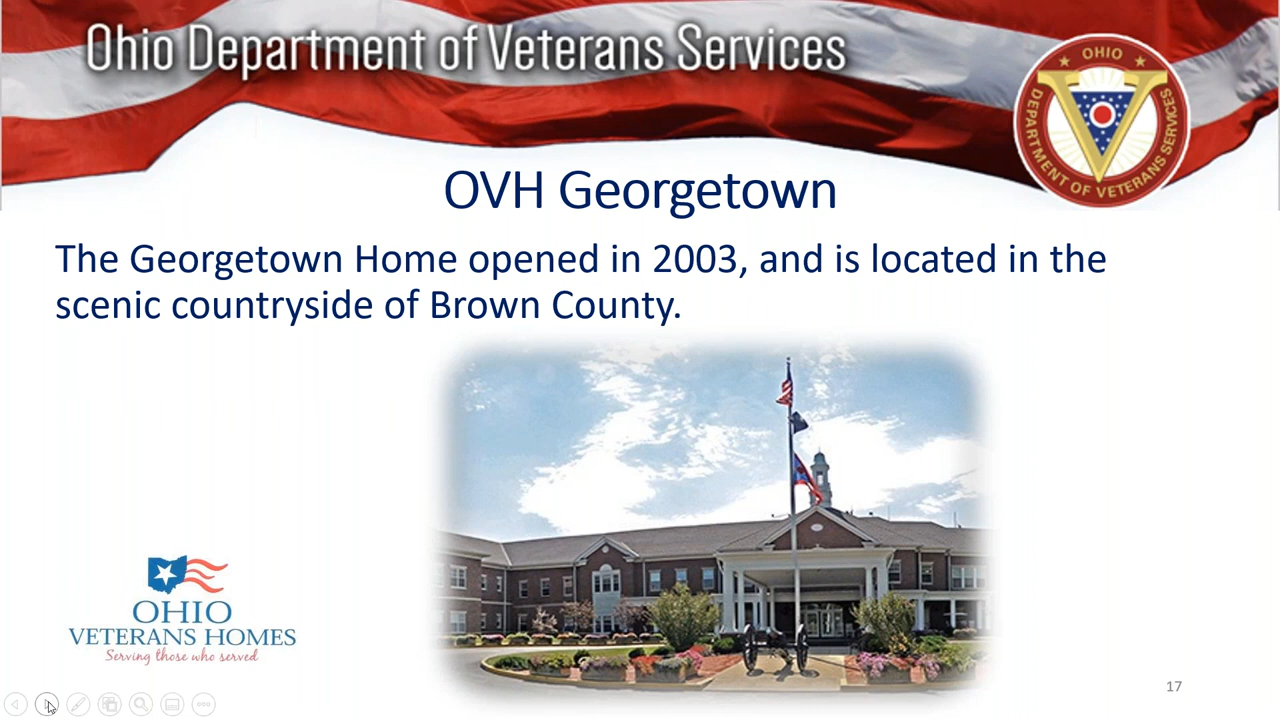 Ohio Department of Veterans Services
OHIO
DEPARTMENT OF VETERANS SERVICES
OVH Georgetown
The Georgetown Home opened in 2003, and is located in the
scenic countryside of Brown County.
OHIO
VETERANS HOMES
Serving those who served
17